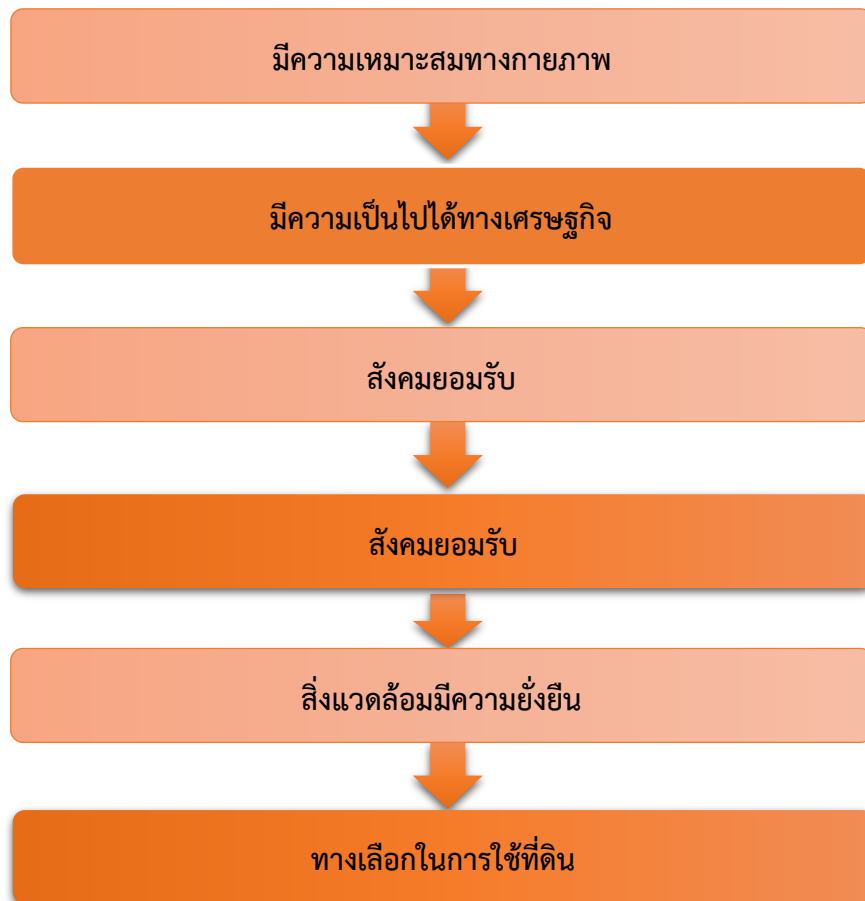 มีความเหมาะสมทางกายภาพ
มีความเป็นไปได้ทางเศรษฐกิจ
สังคมยอมรับ
สังคมยอมรับ
สิ่งแวดล้อมมีความยั่งยืน
ทางเลือกในการใช้ที่ดิน